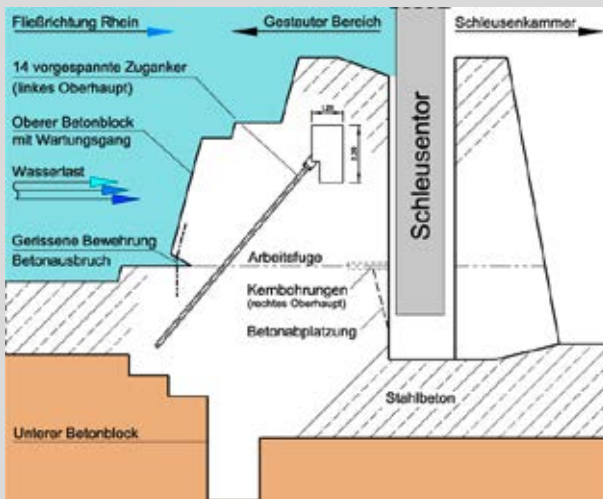 Fließrichtung Rhein
Gestauter Bereich
Schleusenkammer
14 vorgespannte Zuganker
(linkes Oberhaupt)
Oberer Betonblock
mit Wartungsgang
Wasserlast
Schleusentor
Gerissene Bewehrung
Betonausbruch
Arbeitsfuge
Kernbohrungen
(rechtes Oberhaupt)
Betonabplatzung
Stahlbeton
Unterer Betonblock